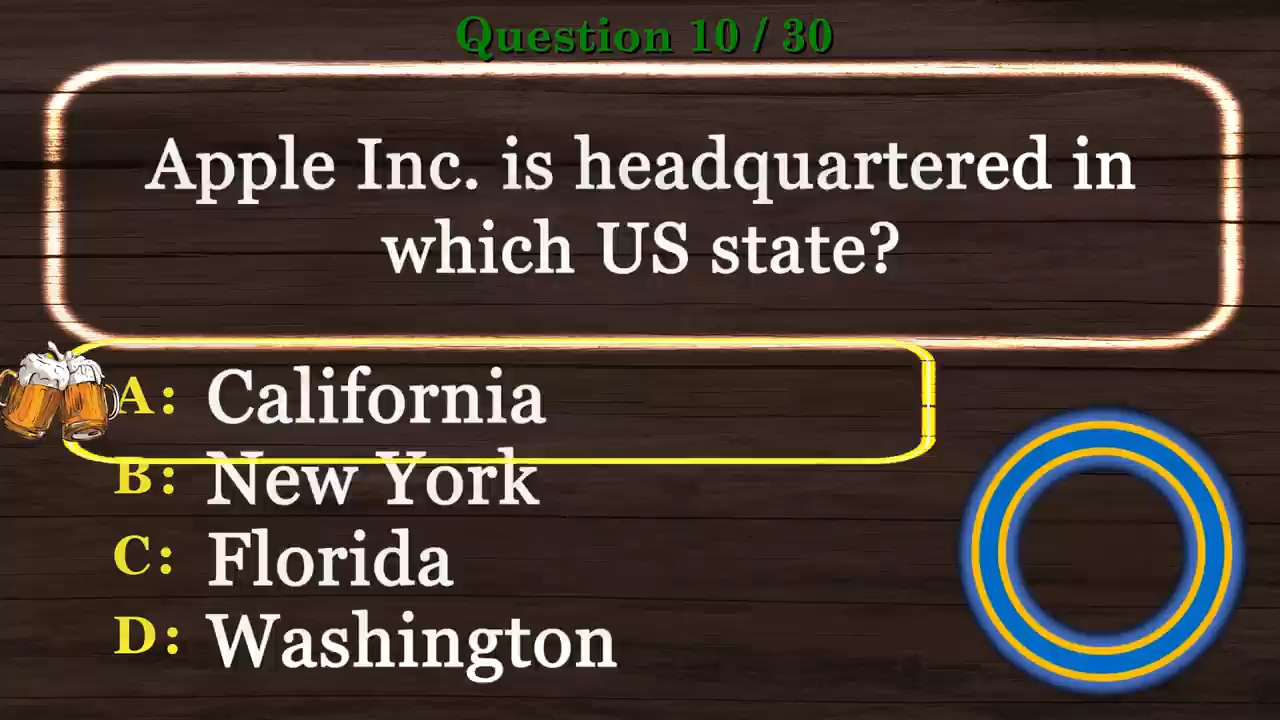 Question 10 / 30
Apple Inc. is headquartered in
which US state?
A: California
B: New York
C: Florida
D: Washington